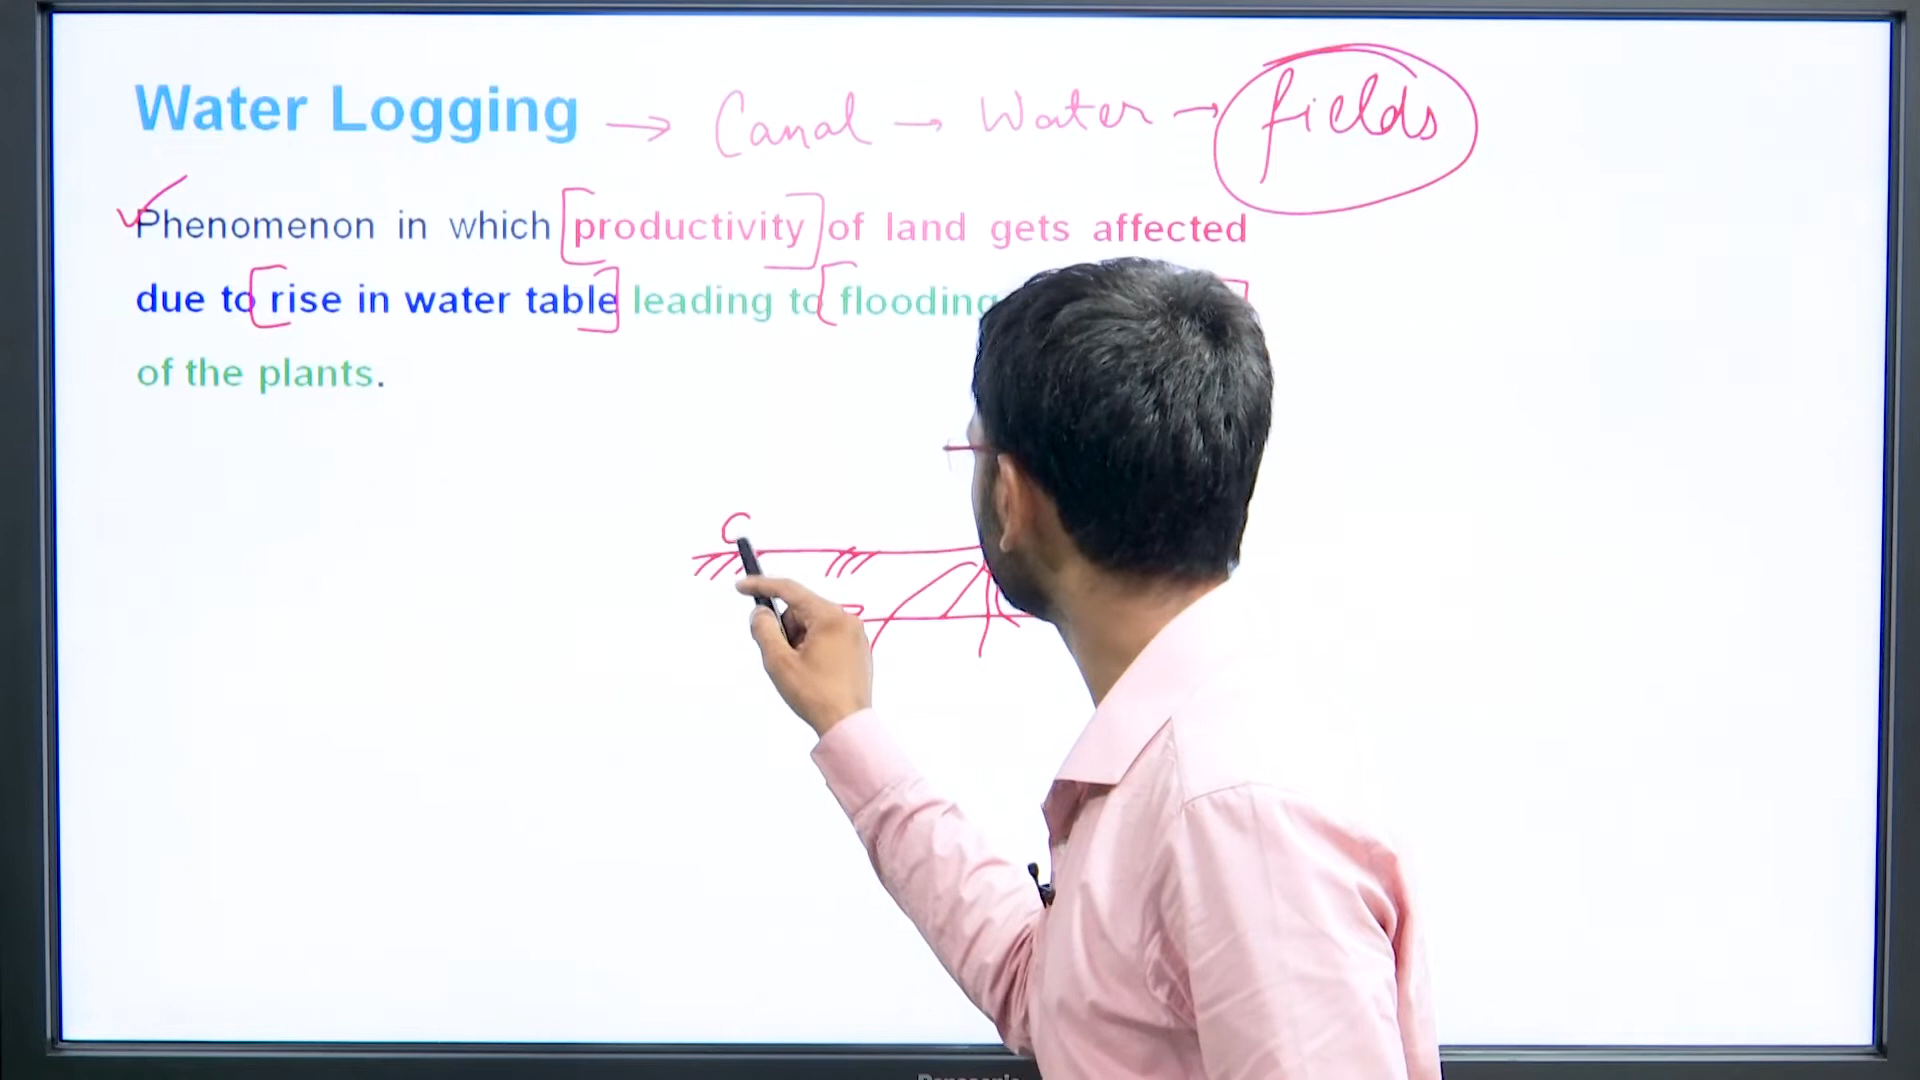 Water Logging → Canal → Water → fields
Phenomenon in which [productivity] of land gets affected
due to [rise in water table] leading to [flooding
of the plants.
G
Panasonic